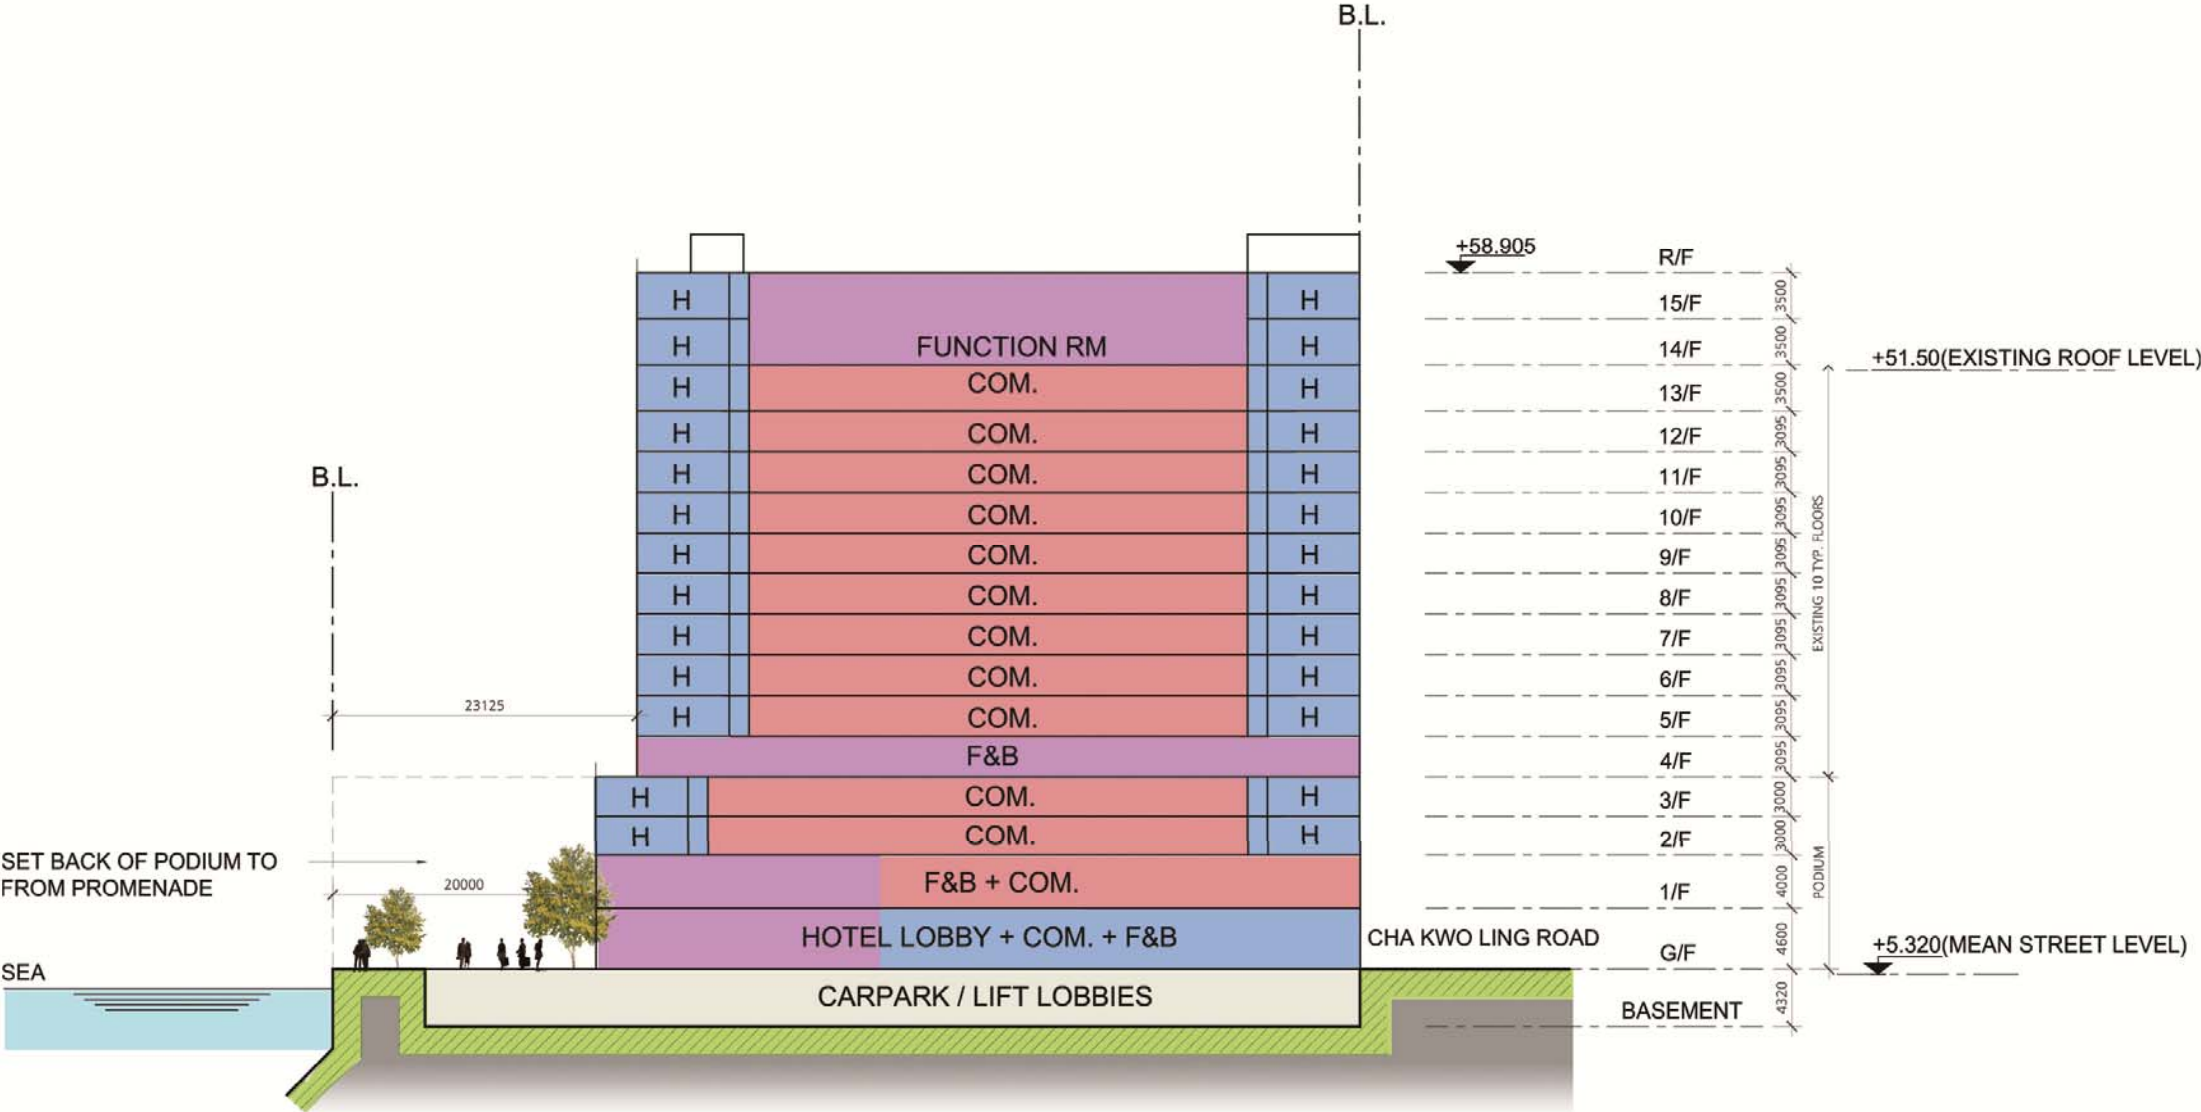 B.L.
+58.905
R/F
H
H
15/F
3500
H
FUNCTION RM
H
14/F
3500
+51.50(EXISTING ROOF LEVEL)
H
COM.
H
13/F
3500
H
COM.
H
12/F
3095
B.L.
H
COM.
H
11/F
3095
H
COM.
H
10/F
3095
H
COM.
H
9/F
3095
EXISTING 10 TYP. FLOORS
H
COM.
H
8/F
3095
H
COM.
H
7/F
3095
H
COM.
H
6/F
3095
23125
H
COM.
H
5/F
3095
F&B
4/F
3095
H
COM.
H
3/F
3000
H
COM.
H
2/F
3000
SET BACK OF PODIUM TO
FROM PROMENADE
20000
F&B + COM.
1/F
4000
PODIUM
HOTEL LOBBY + COM. + F&B
CHA KWO LING ROAD
G/F
4600
+5.320(MEAN STREET LEVEL)
SEA
CARPARK / LIFT LOBBIES
BASEMENT
4320